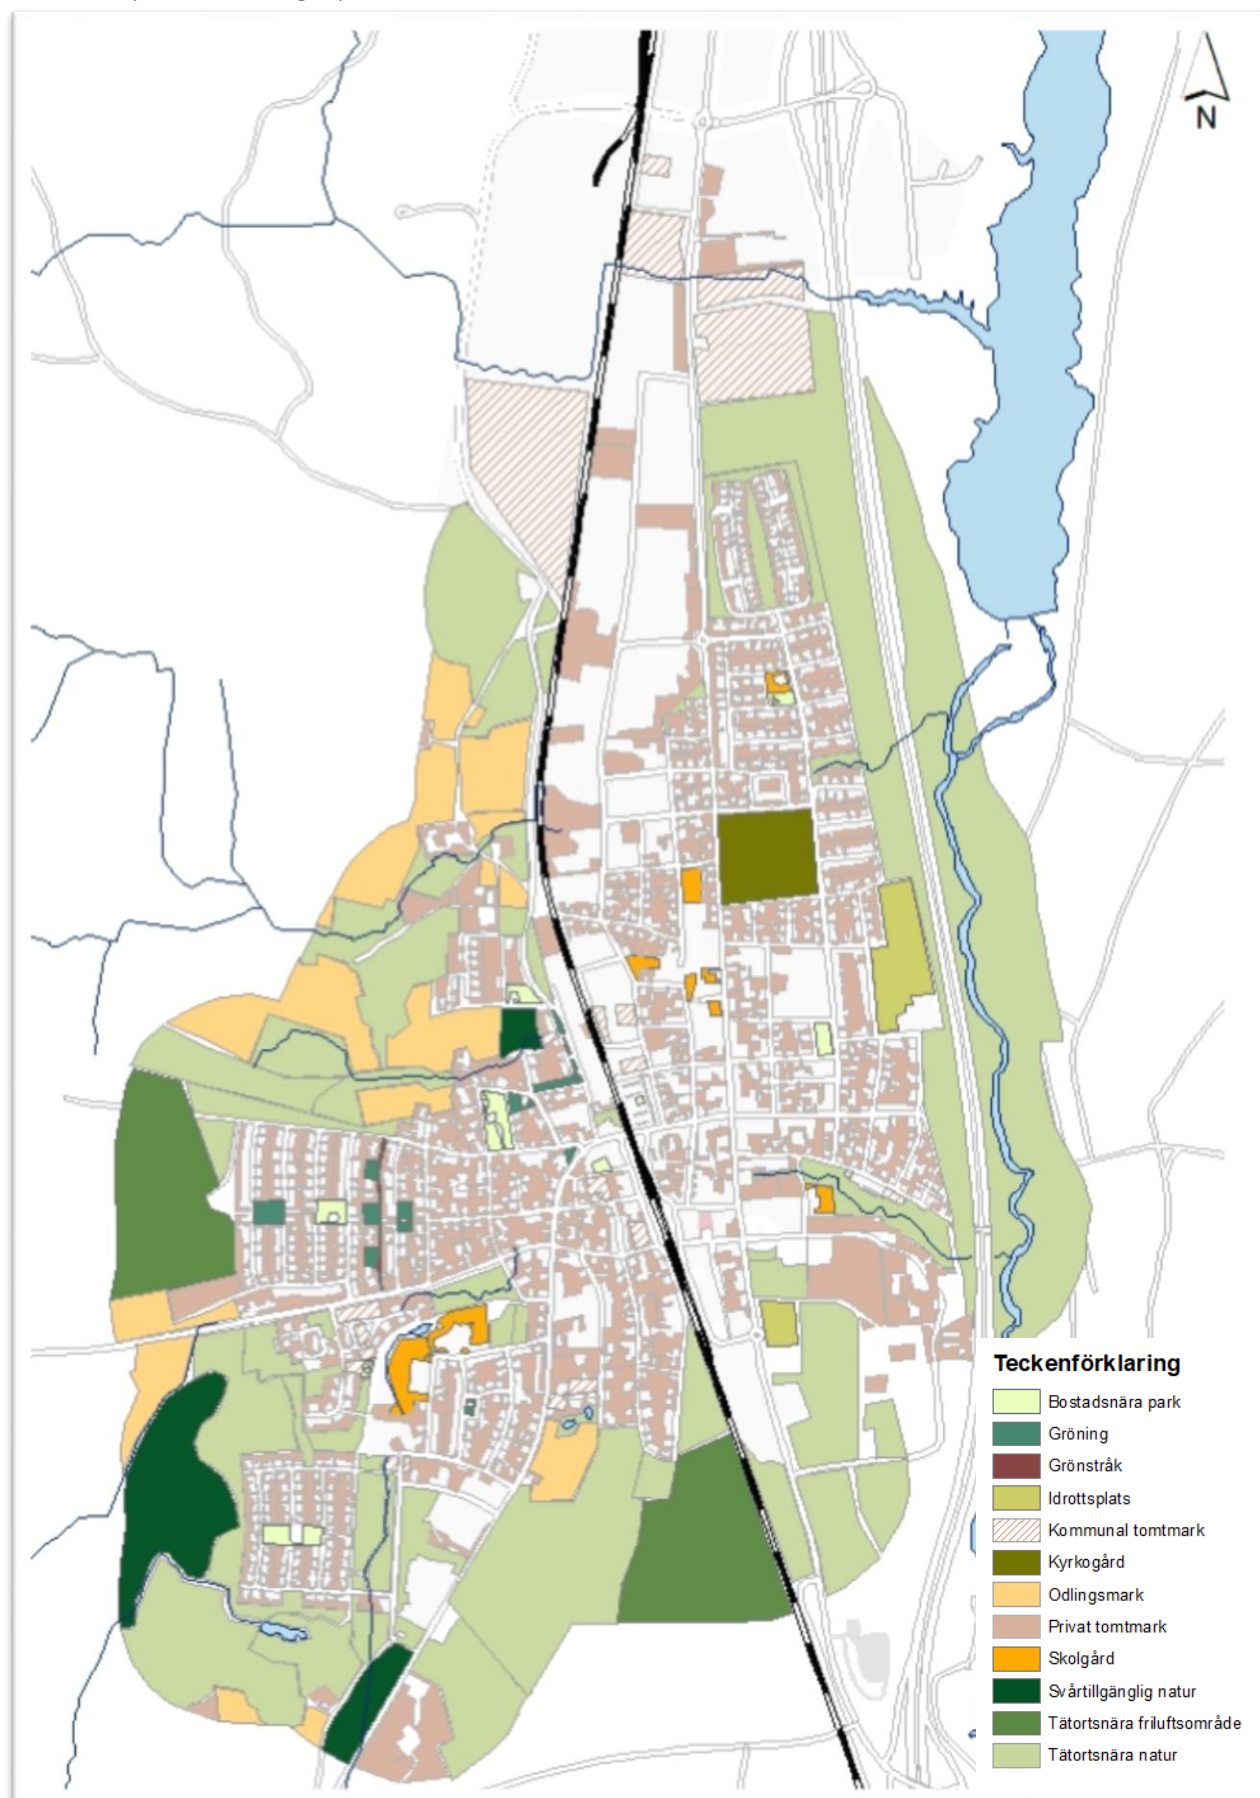 N
Teckenförklaring
Bostadsnära park
Gröning
Grönstråk
Idrottsplats
Kommunal tomtmark
Kyrkogård
Odlingsmark
Privat tomtmark
Skolgård
Svårtillgänglig natur
Tätortsnära friluftsområde
Tätortsnära natur